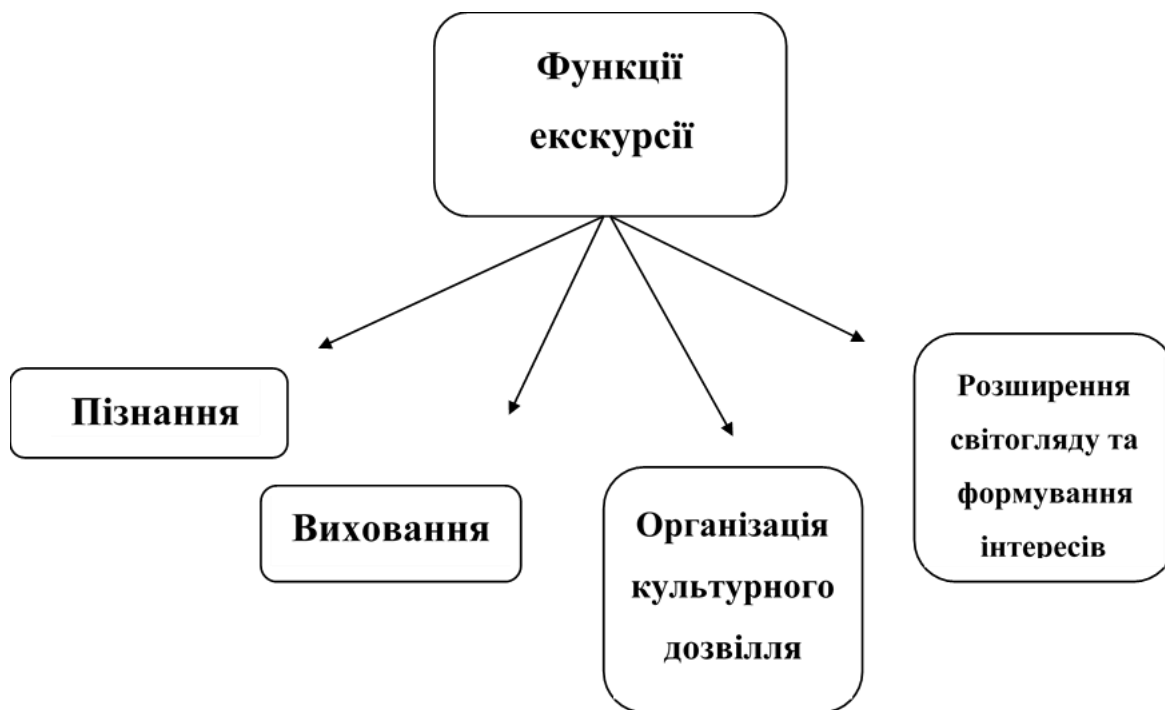 Функції
екскурсії
Пізнання
Виховання
Організація
культурного
дозвілля
Розширення
світогляду та
формування
інтересів